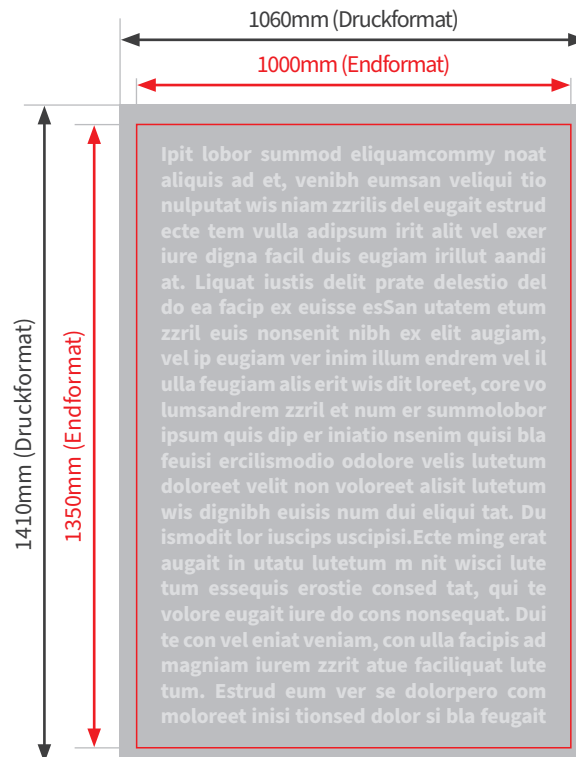 1060mm (Druckformat)
1000mm (Endformat)
1410mm (Druckformat)
1350mm (Endformat)
Ipit lobor summod eliquamcommy noat
aliquis ad et, venibh eumsan veliqui tio
nulputat wis niam zzrilis del eugait estrud
ecte tem vulla adipsum irit alit vel exer
iure digna facil duis eugiam irillut aandi
at. Liquat iustis delit prate delestio del
do ea facip ex euisse esSan utatem etum
zzril euis nonsenit nibh ex elit augiam,
vel ip eugiam ver inim illum endrem vel il
ulla feugiam alis erit wis dit loreet, core vo
lumsandrem zzril et num er summolobor
ipsum quis dip er iniatio nsenim quisi bla
feuisi ercilismodio odolore velis lutetum
doloreet velit non voloreet alisit lutetum
wis dignibh euisis num dui eliqui tat. Du
ismodit lor iuscips uscipisi.Ecte ming erat
augait in utatu lutetum m nit wisci lute
tum essequis erostie consed tat, qui te
volore eugait iure do cons nonsequat. Dui
te con vel eniat veniam, con ulla facipis ad
magniam iurem zzrit atue faciliquat lute
tum. Estrud eum ver se dolorpero com
moloreet inisi tionsed dolor si bla feugait